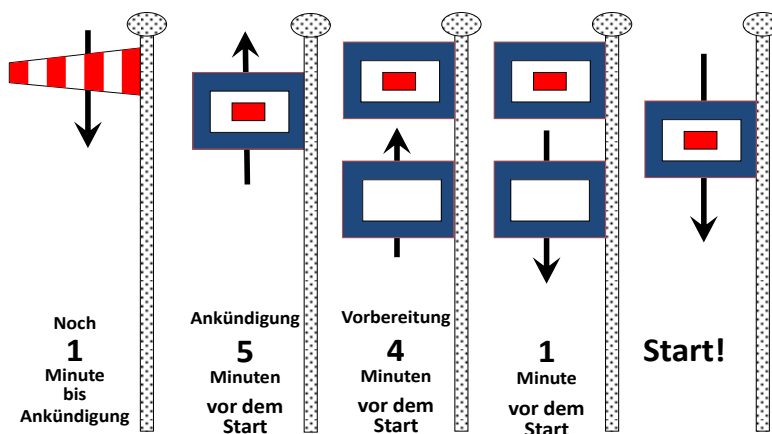 Noch
1
Minute
bis
Ankündigung
Ankündigung
5
Minuten
vor dem
Start
Vorbereitung
4
Minuten
vor dem
Start
1
Minute
vor dem
Start
Start!